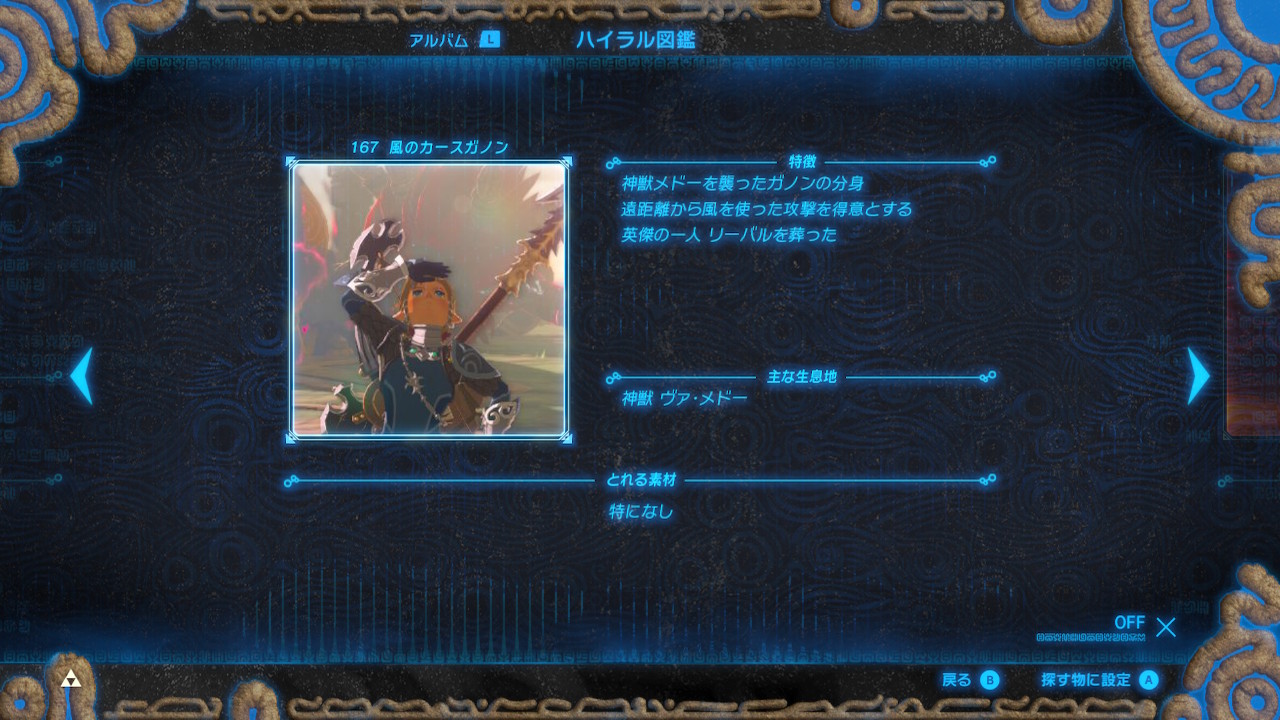 アルバム L
ハイラル図鑑
167 風のカースガノン
特徴
神獣メドーを襲ったガノンの分身
遠距離から風を使った攻撃を得意とする
英傑の一人 リーバルを葬った
主な生息地
神獣 ヴァ・メドー
とれる素材
特になし
OFF
戻る B
探す物に設定 A